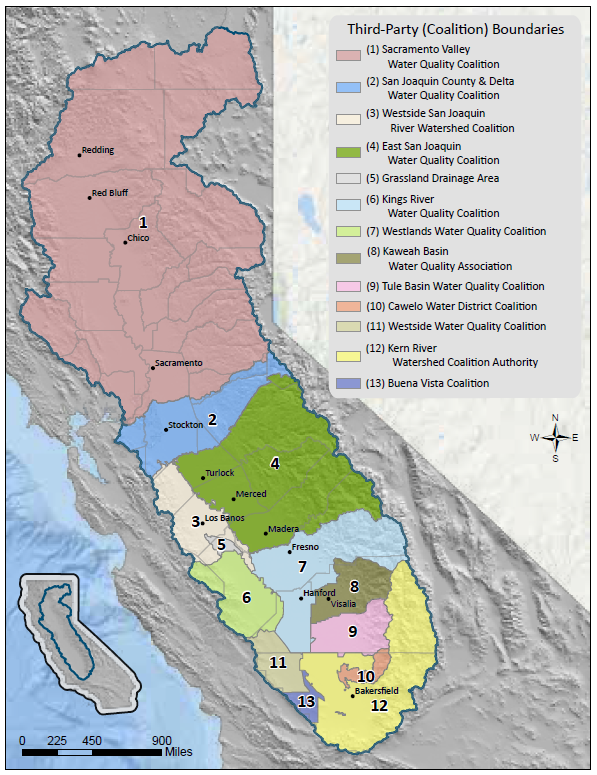 Third-Party (Coalition) Boundaries
(1) Sacramento Valley
Water Quality Coalition
(2) San Joaquin County & Delta
Water Quality Coalition
(3) Westside San Joaquin
River Watershed Coalition
(4) East San Joaquin
Water Quality Coalition
(5) Grassland Drainage Area
(6) Kings River
Water Quality Coalition
(7) Westlands Water Quality Coalition
(8) Kaweah Basin
Water Quality Association
(9) Tule Basin Water Quality Coalition
(10) Cawelo Water District Coalition
(11) Westside Water Quality Coalition
(12) Kern River
Watershed Coalition Authority
(13) Buena Vista Coalition
Redding
Red Bluff
1
Chico
Sacramento
2
Stockton
N
W E
S
4
Turlock
Merced
3
Los Banos
Madera
5
Fresno
7
8
6
Hanford
Visalia
9
11
10
Bakersfield
13
12
0 225 450 900
Miles